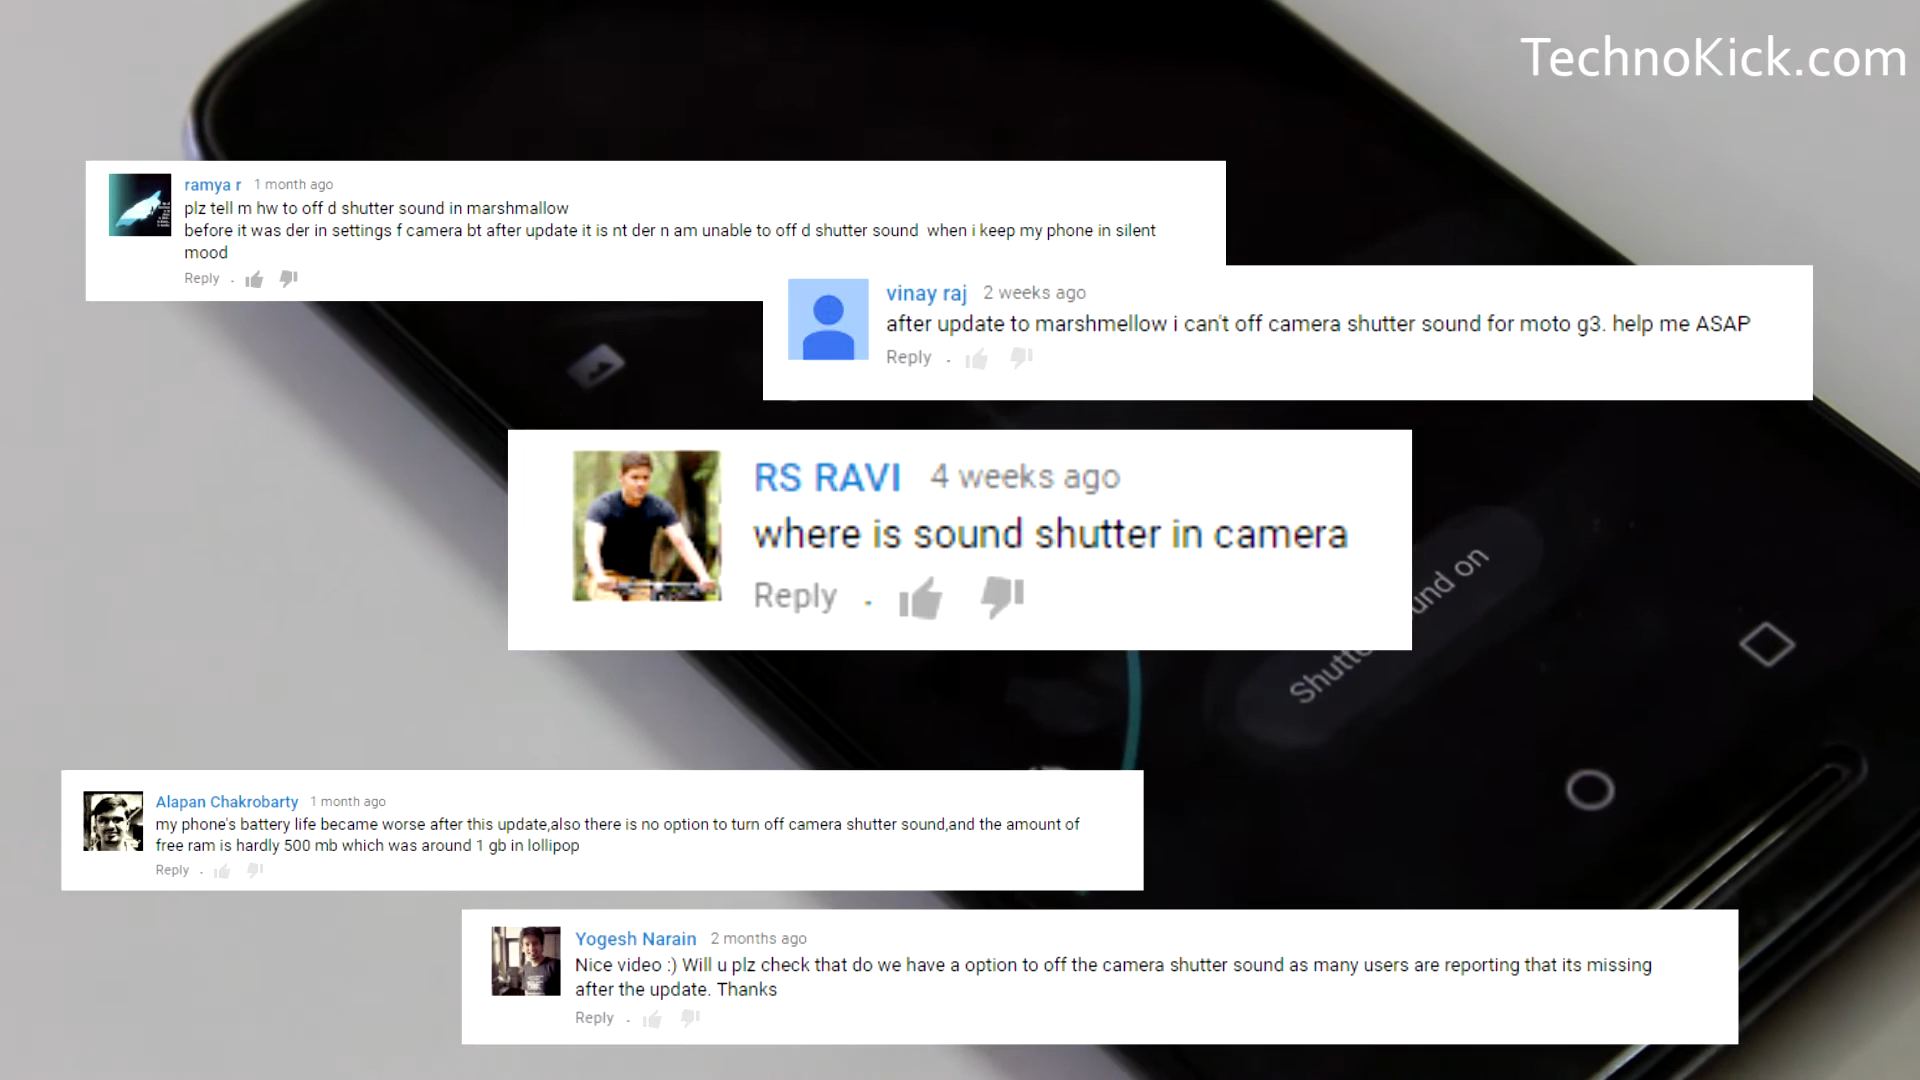 TechnoKick.com
ramya r 1 month ago
plz tell m hw to off d shutter sound in marshmallow
before it was der in settings f camera bt after update it is nt der n am unable to off d shutter sound when i keep my phone in silent
mood
Reply .
vinay raj 2 weeks ago
after update to marshmellow i can't off camera shutter sound for moto g3. help me ASAP
Reply .
RS RAVI 4 weeks ago
where is sound shutter in camera
Reply .
Shutte
und on
Alapan Chakrobarty 1 month ago
my phone's battery life became worse after this update,also there is no option to turn off camera shutter sound,and the amount of
free ram is hardly 500 mb which was around 1 gb in lollipop
Reply .
Yogesh Narain 2 months ago
Nice video :) Will u plz check that do we have a option to off the camera shutter sound as many users are reporting that its missing
after the update. Thanks
Reply .